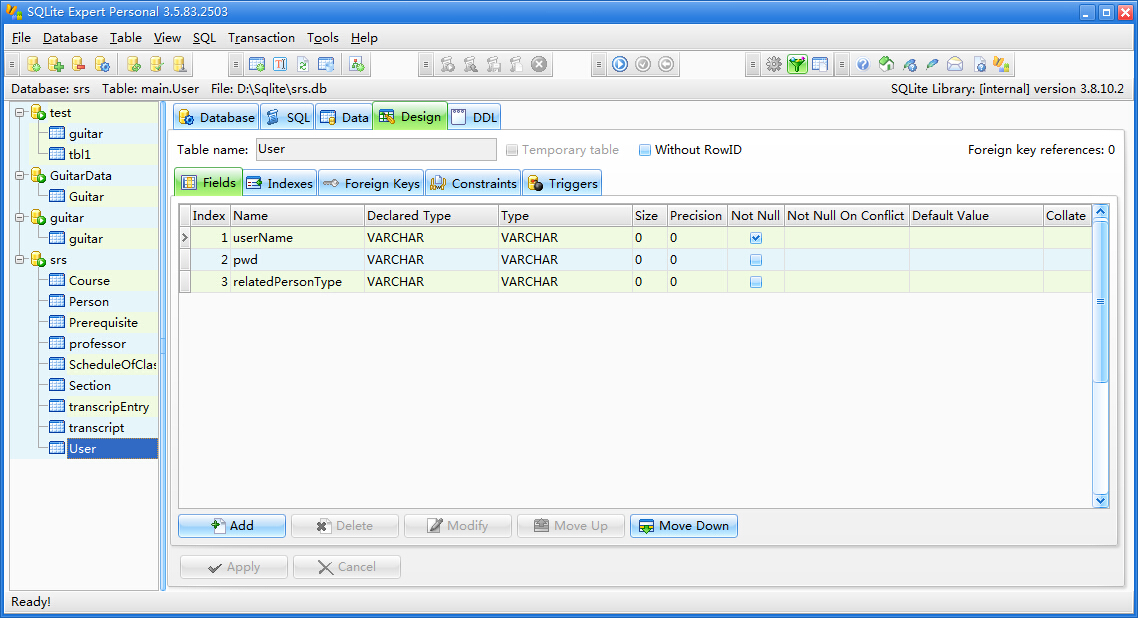 SQLite Expert Personal 3.5.83.2503
File Database Table View SQL Transaction Tools Help
Database: srs Table: main.User File: D:\Sqlite\srs.db SQLite Library: [internal] version 3.8.10.2
test
guitar
tbl1
GuitarData
Guitar
guitar
guitar
srs
Course
Person
Prerequisite
professor
ScheduleOfClas
Section
transcripEntry
transcript
User
Database SQL Data Design DDL
Table name: User Temporary table Without RowID Foreign key references: 0
Fields Indexes Foreign Keys Constraints Triggers
Index Name Declared Type Type Size Precision Not Null Not Null On Conflict Default Value Collate
1 userName VARCHAR VARCHAR 0 0
2 pwd VARCHAR VARCHAR 0 0
3 relatedPersonType VARCHAR VARCHAR 0 0
Add Delete Modify Move Up Move Down
Apply Cancel
Ready!